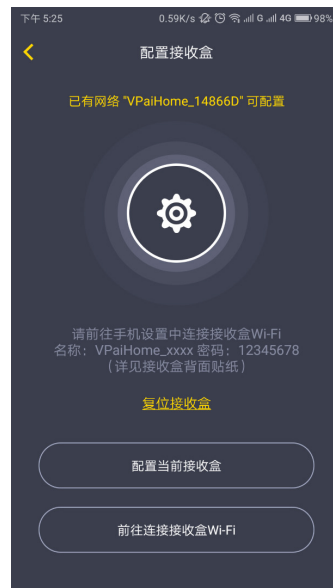 下午 5:25 0.59K/s G 4G 98%
配置接收盒
已有网络 "VPaiHome_14866D" 可配置
请前往手机设置中连接接收盒Wi-Fi
名称：VPaiHome_xxxx 密码：12345678
（详见接收盒背面贴纸）
复位接收盒
配置当前接收盒
前往连接接收盒Wi-Fi